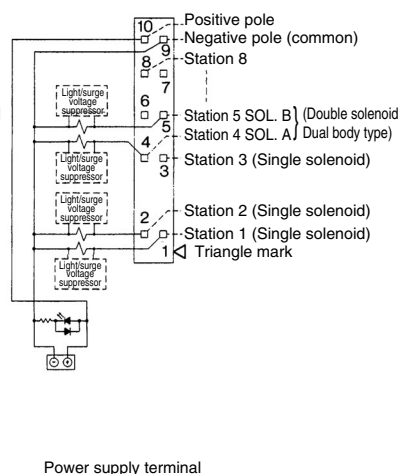 10
Positive pole
Negative pole (common)
9
8
Station 8
7
Light/surge
voltage
suppressor
6
Station 5 SOL. B
(Double solenoid
5
Station 4 SOL. A
Dual body type)
4
Light/surge
voltage
suppressor
Station 3 (Single solenoid)
3
Light/surge
voltage
suppressor
2
Station 2 (Single solenoid)
Station 1 (Single solenoid)
1
Triangle mark
Light/surge
voltage
suppressor
Power supply terminal